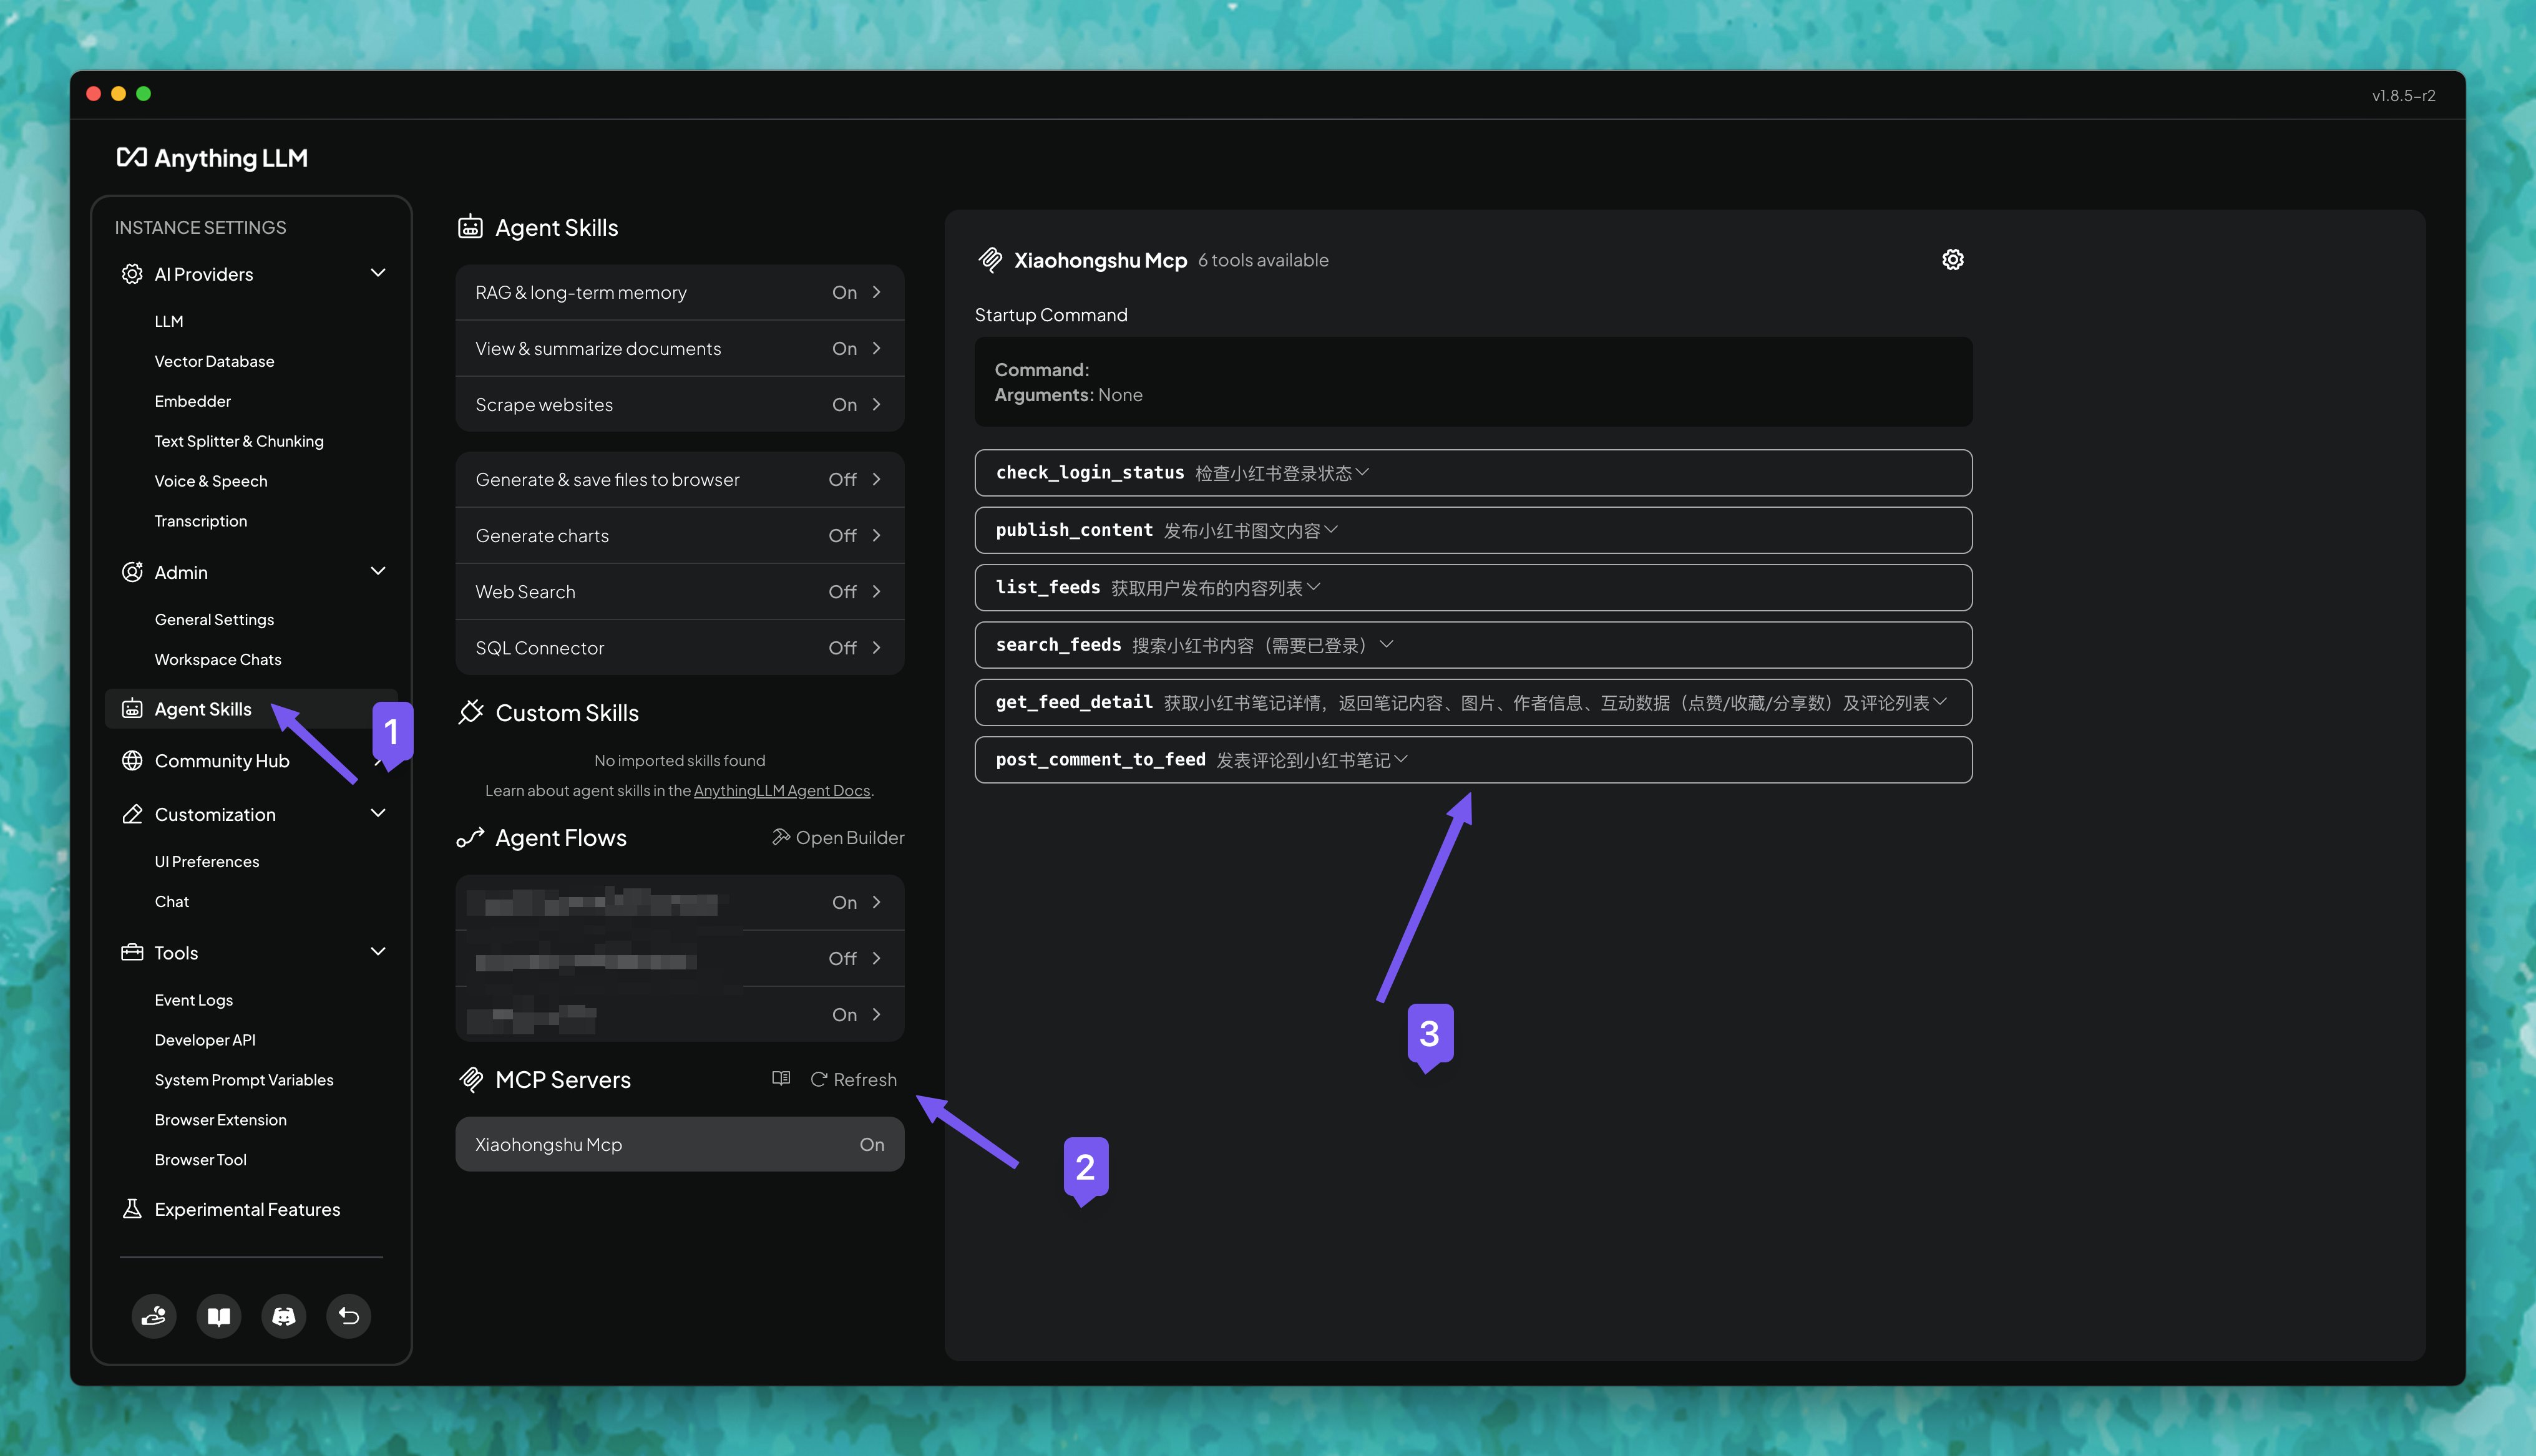 v1.8.5-r2
Anything LLM
INSTANCE SETTINGS
AI Providers
LLM
Vector Database
Embedder
Text Splitter & Chunking
Voice & Speech
Transcription
Admin
General Settings
Workspace Chats
Agent Skills
1
Community Hub
Customization
UI Preferences
Chat
Tools
Event Logs
Developer API
System Prompt Variables
Browser Extension
Browser Tool
Experimental Features
Agent Skills
RAG & long-term memory On
View & summarize documents On
Scrape websites On
Generate & save files to browser Off
Generate charts Off
Web Search Off
SQL Connector Off
Custom Skills
No imported skills found
Learn about agent skills in the AnythingLLM Agent Docs.
Agent Flows Open Builder
On
Off
On
MCP Servers Refresh
Xiaohongshu Mcp On
2
Xiaohongshu Mcp 6 tools available
Startup Command
Command:
Arguments: None
check_login_status 检查小红书登录状态
publish_content 发布小红书图文内容
list_feeds 获取用户发布的内容列表
search_feeds 搜索小红书内容（需要已登录）
get_feed_detail 获取小红书笔记详情，返回笔记内容、图片、作者信息、互动数据（点赞/收藏/分享数）及评论列表
post_comment_to_feed 发表评论到小红书笔记
3